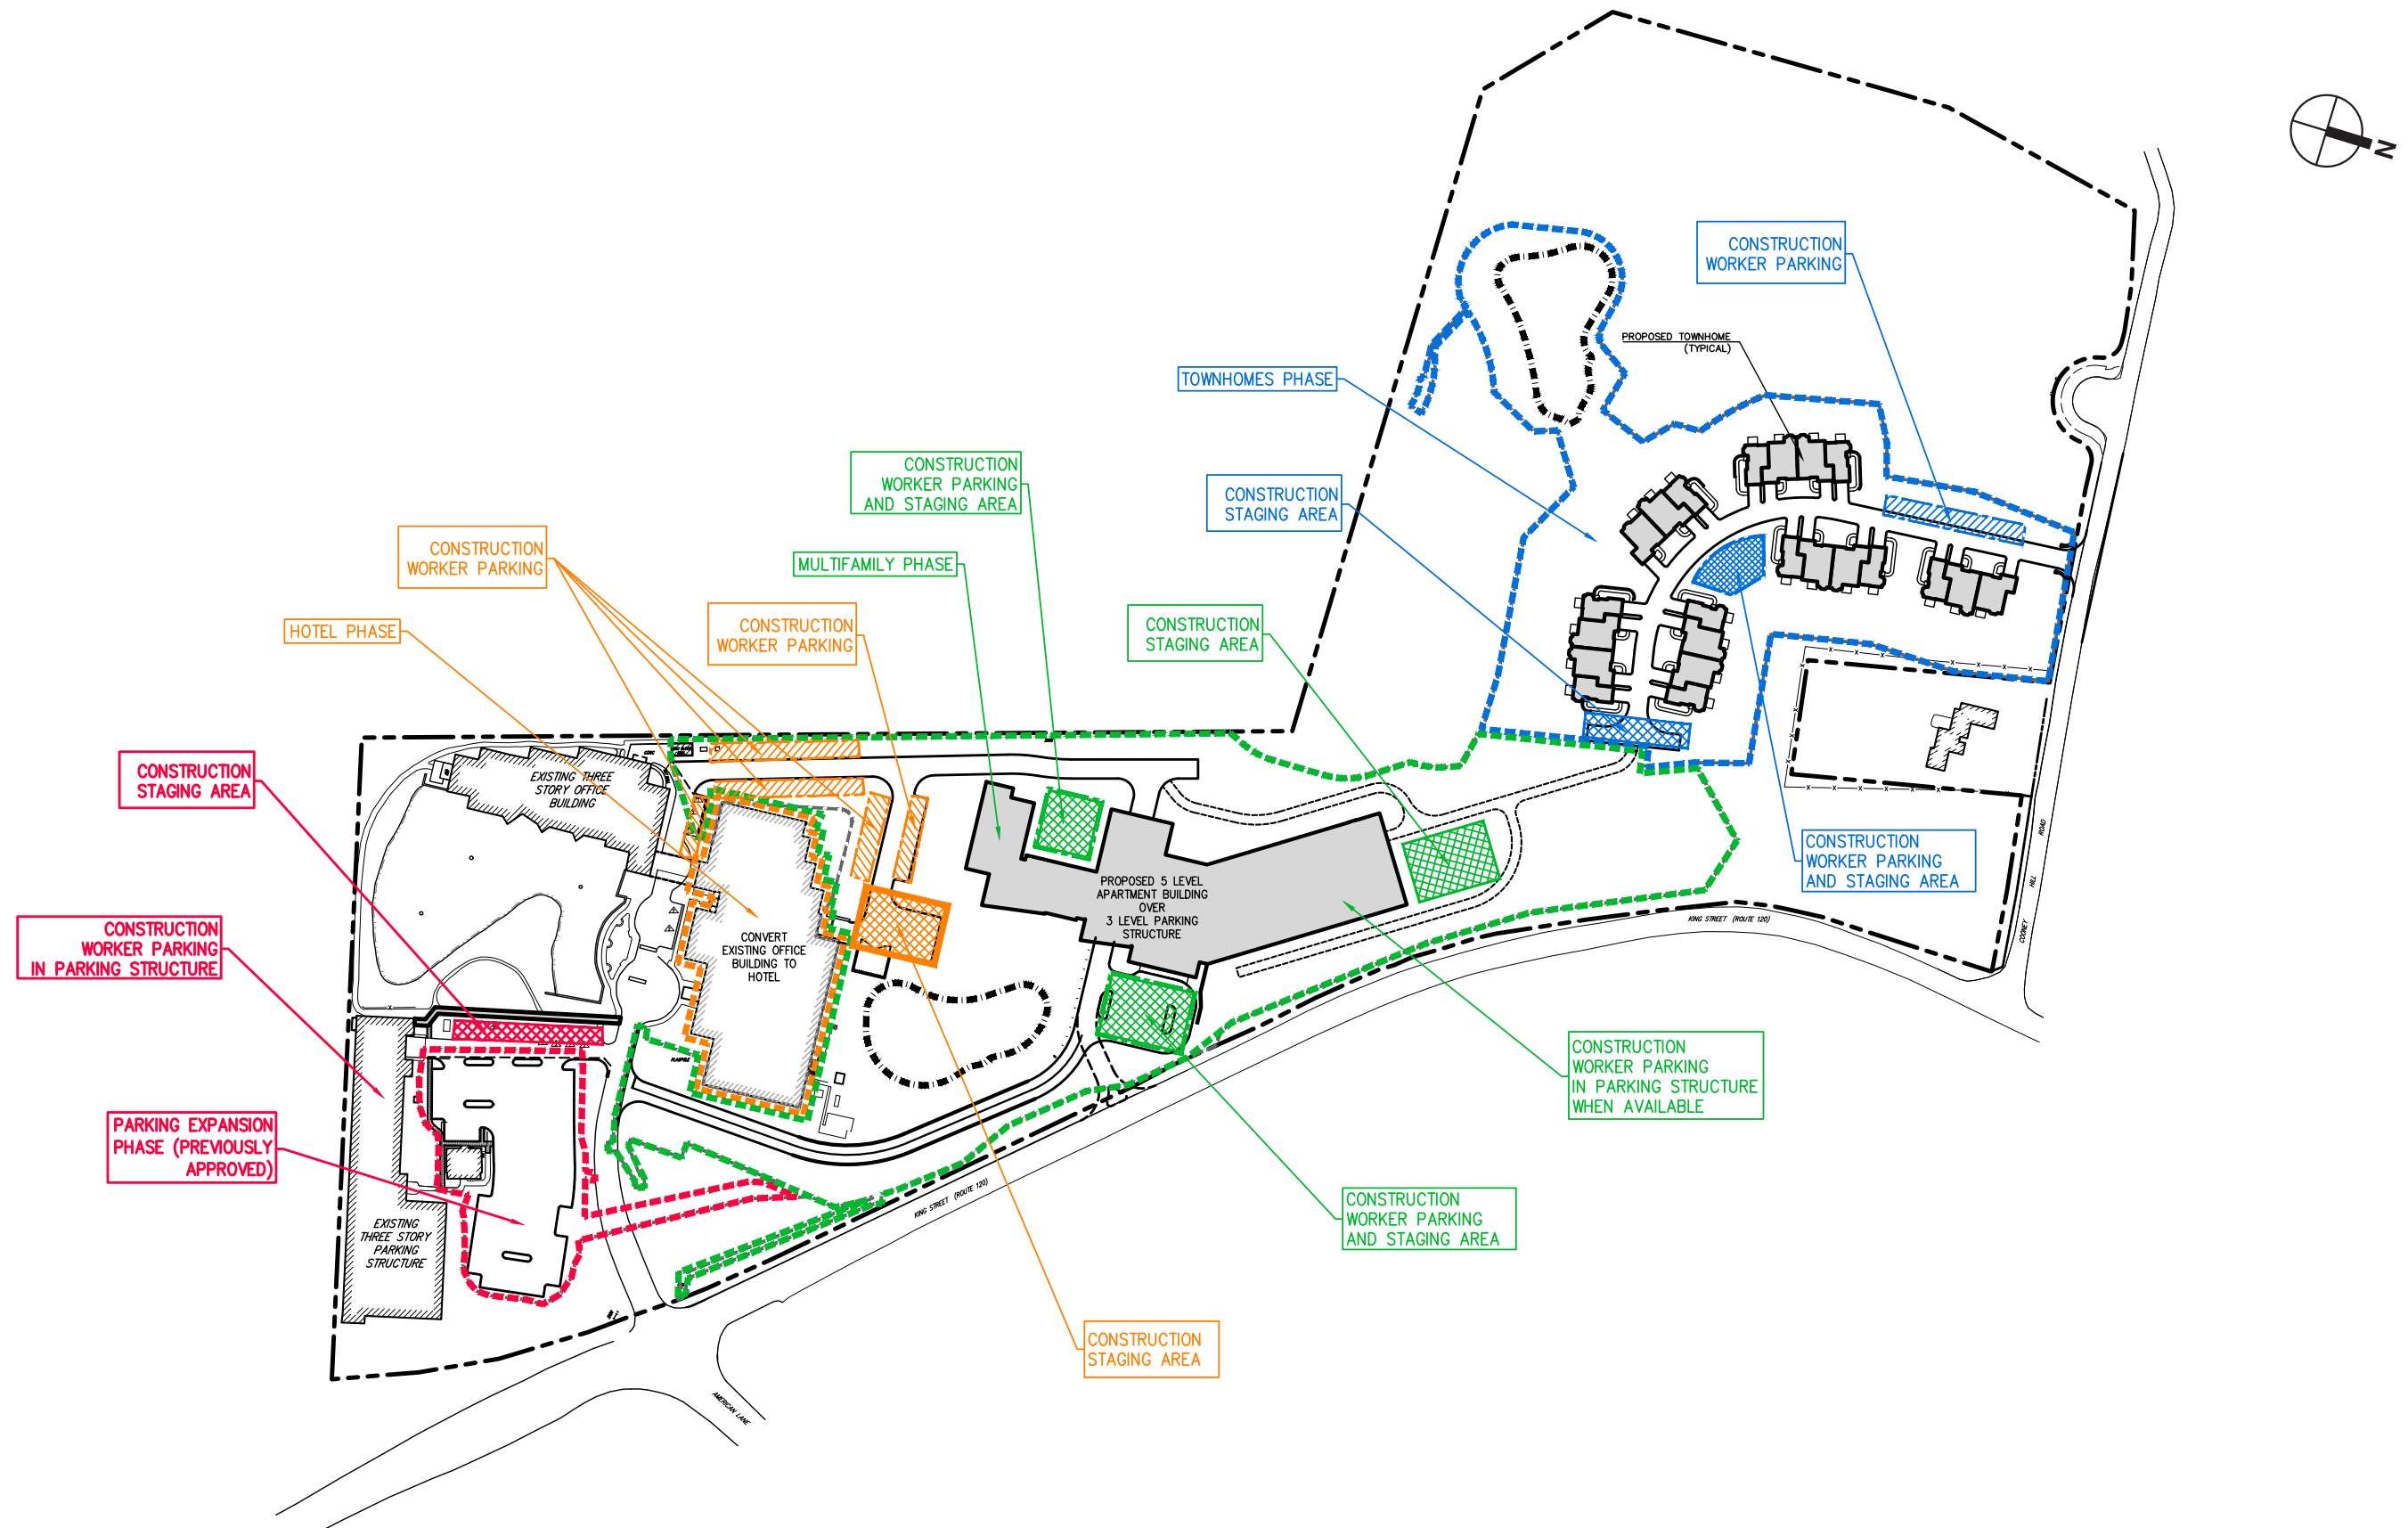 N
CONSTRUCTION
WORKER PARKING
PROPOSED TOWNHOME
(TYPICAL)
TOWNHOMES PHASE
CONSTRUCTION
WORKER PARKING
AND STAGING AREA
CONSTRUCTION
STAGING AREA
CONSTRUCTION
WORKER PARKING
MULTIFAMILY PHASE
CONSTRUCTION
WORKER PARKING
CONSTRUCTION
STAGING AREA
HOTEL PHASE
CONSTRUCTION
STAGING AREA
EXISTING THREE
STORY OFFICE
BUILDING
CONSTRUCTION
WORKER PARKING
AND STAGING AREA
PROPOSED 5 LEVEL
APARTMENT BUILDING
OVER
3 LEVEL PARKING
STRUCTURE
KING STREET (ROUTE 120)
COONEY HILL ROAD
CONVERT
EXISTING OFFICE
BUILDING TO
HOTEL
CONSTRUCTION
WORKER PARKING
IN PARKING STRUCTURE
CONSTRUCTION
WORKER PARKING
IN PARKING STRUCTURE
WHEN AVAILABLE
PARKING EXPANSION
PHASE (PREVIOUSLY
APPROVED)
KING STREET (ROUTE 120)
CONSTRUCTION
WORKER PARKING
AND STAGING AREA
EXISTING
THREE STORY
PARKING
STRUCTURE
CONSTRUCTION
STAGING AREA
AMERICAN LANE